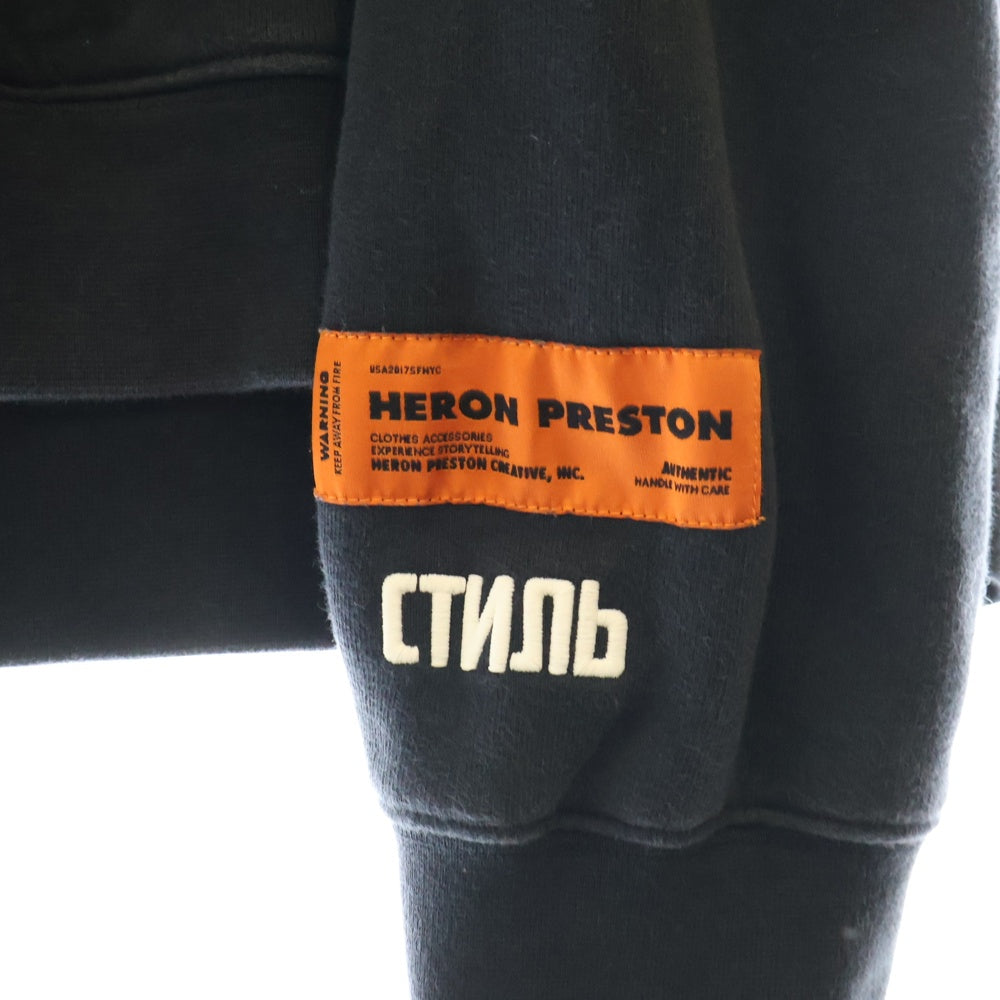 WARNING
KEEP AWAY FROM FIRE
USA2017SFNYC
HERON PRESTON
CLOTHES ACCESSORIES
EXPERIENCE STORYTELLING
HERON PRESTON CREATIVE, INC.
AUTHENTIC
HANDLE WITH CARE
СТИЛЬ